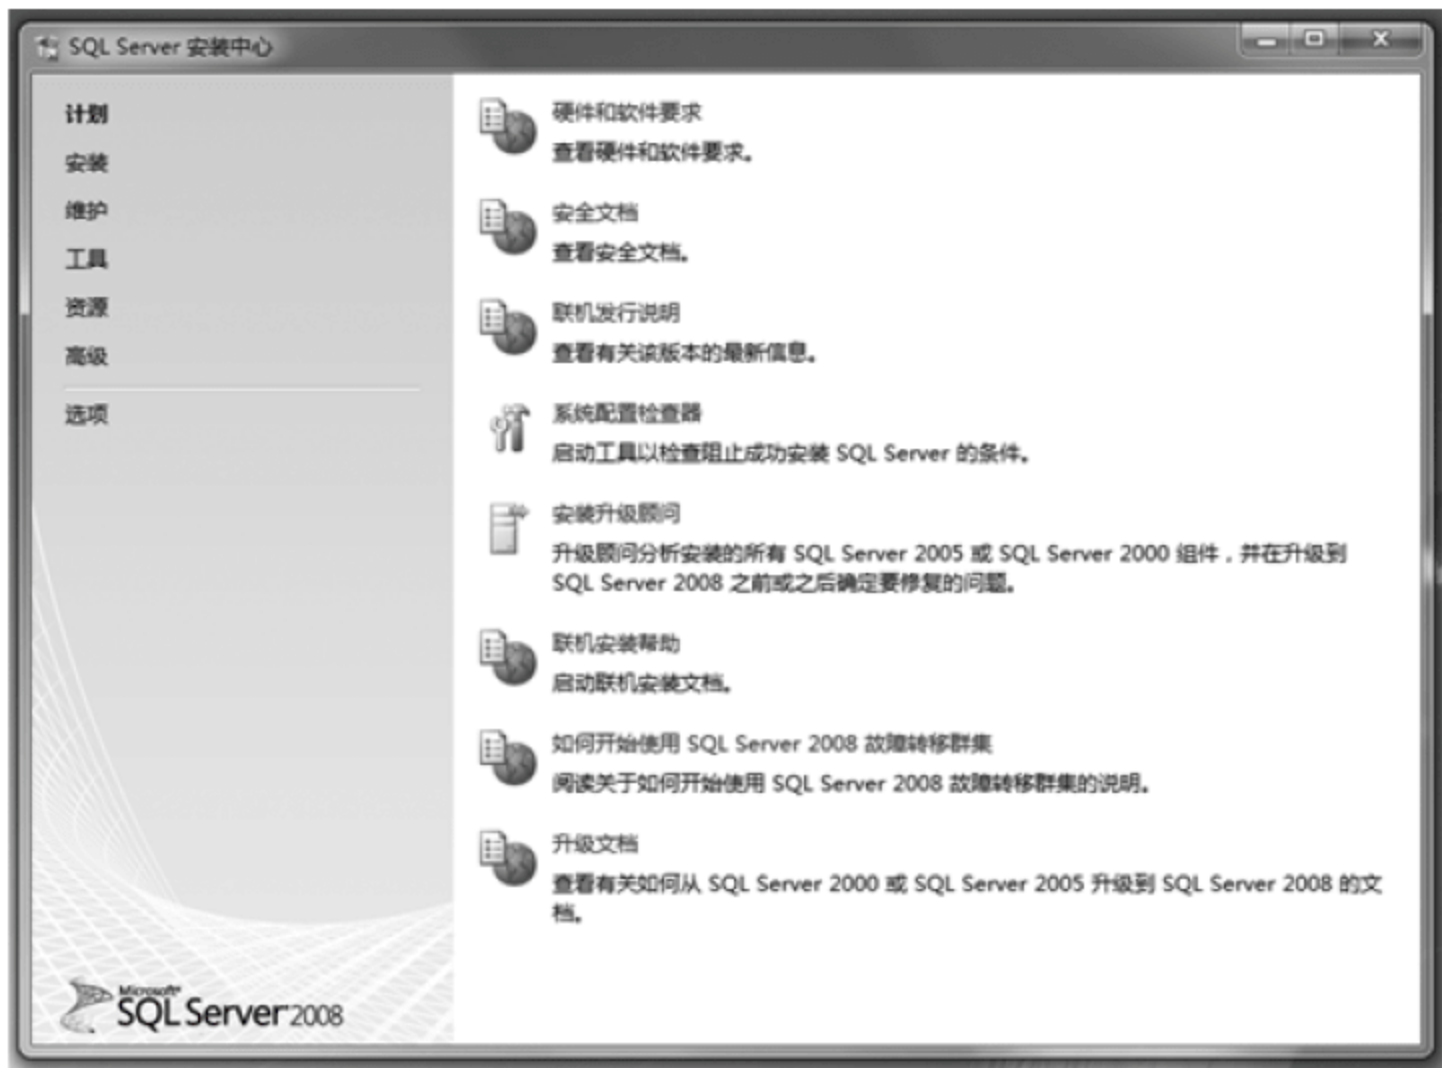 SQL Server 安装中心
计划
安装
维护
工具
资源
高级
选项
硬件和软件要求
查看硬件和软件要求。
安全文档
查看安全文档。
联机发行说明
查看有关该版本的最新信息。
系统配置检查器
启动工具以检查阻止成功安装 SQL Server 的条件。
安装升级顾问
升级顾问分析安装的所有 SQL Server 2005 或 SQL Server 2000 组件，并在升级到
SQL Server 2008 之前或之后确定要修复的问题。
联机安装帮助
启动联机安装文档。
如何开始使用 SQL Server 2008 故障转移群集
阅读关于如何开始使用 SQL Server 2008 故障转移群集的说明。
升级文档
查看有关如何从 SQL Server 2000 或 SQL Server 2005 升级到 SQL Server 2008 的文
档。
Microsoft®
SQL Server 2008